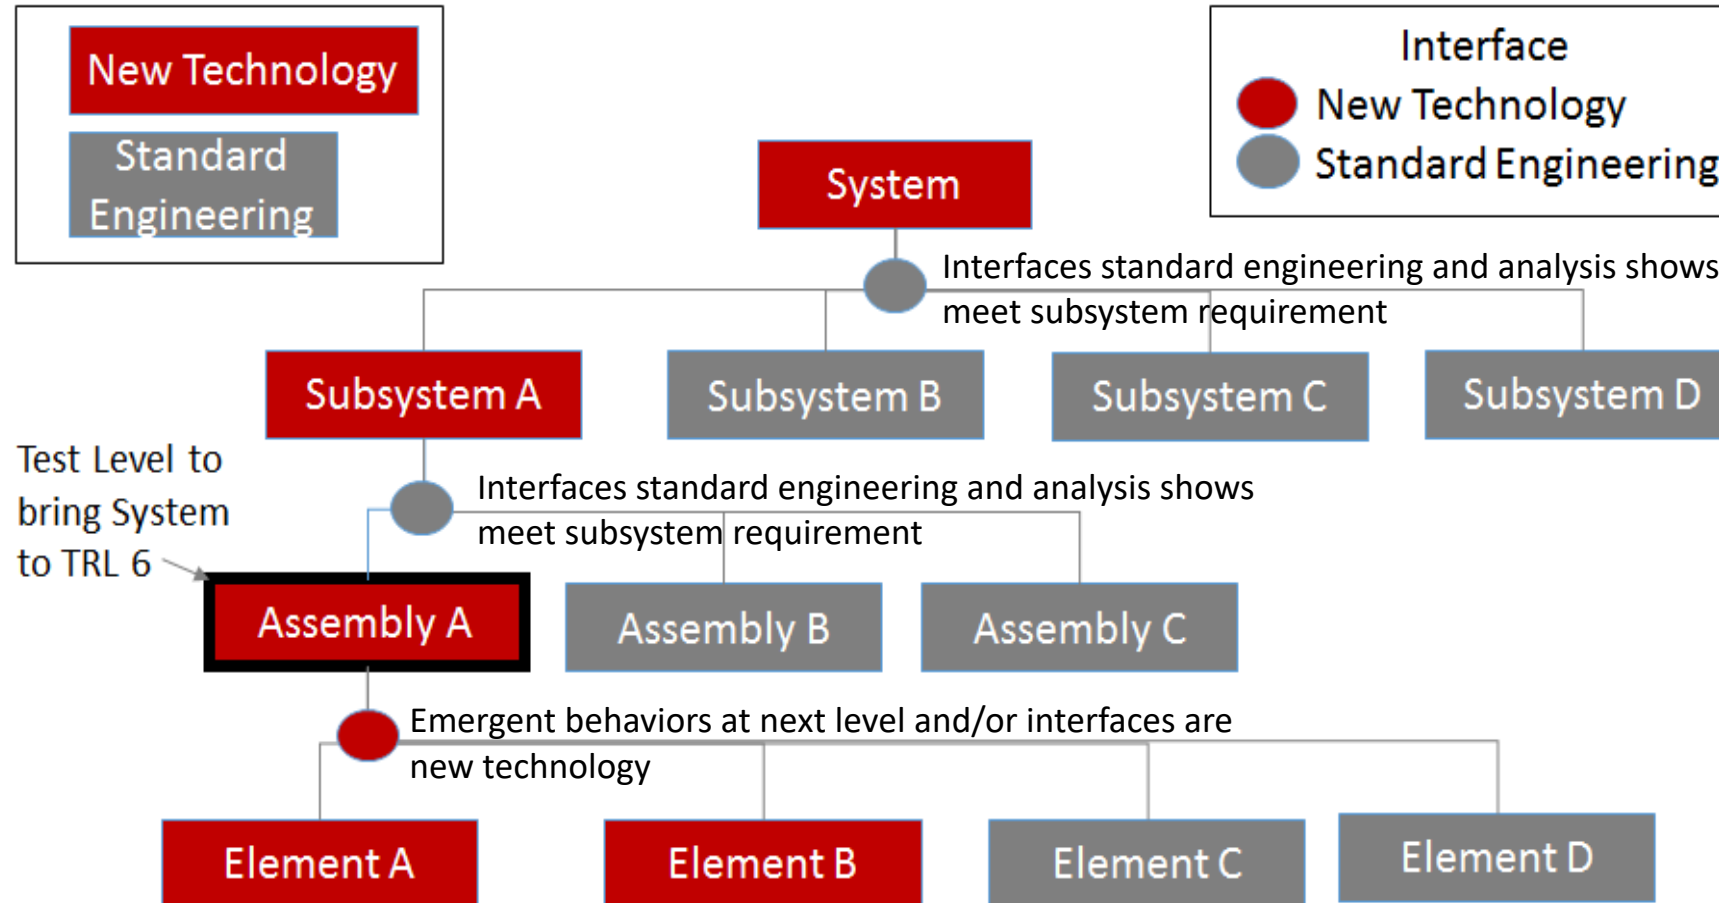 New Technology
Standard
Engineering
Interface
New Technology
Standard Engineering
System
Interfaces standard engineering and analysis shows
meet subsystem requirement
Subsystem A
Subsystem B
Subsystem C
Subsystem D
Test Level to
bring System
to TRL 6
Interfaces standard engineering and analysis shows
meet subsystem requirement
Assembly A
Assembly B
Assembly C
Emergent behaviors at next level and/or interfaces are
new technology
Element A
Element B
Element C
Element D